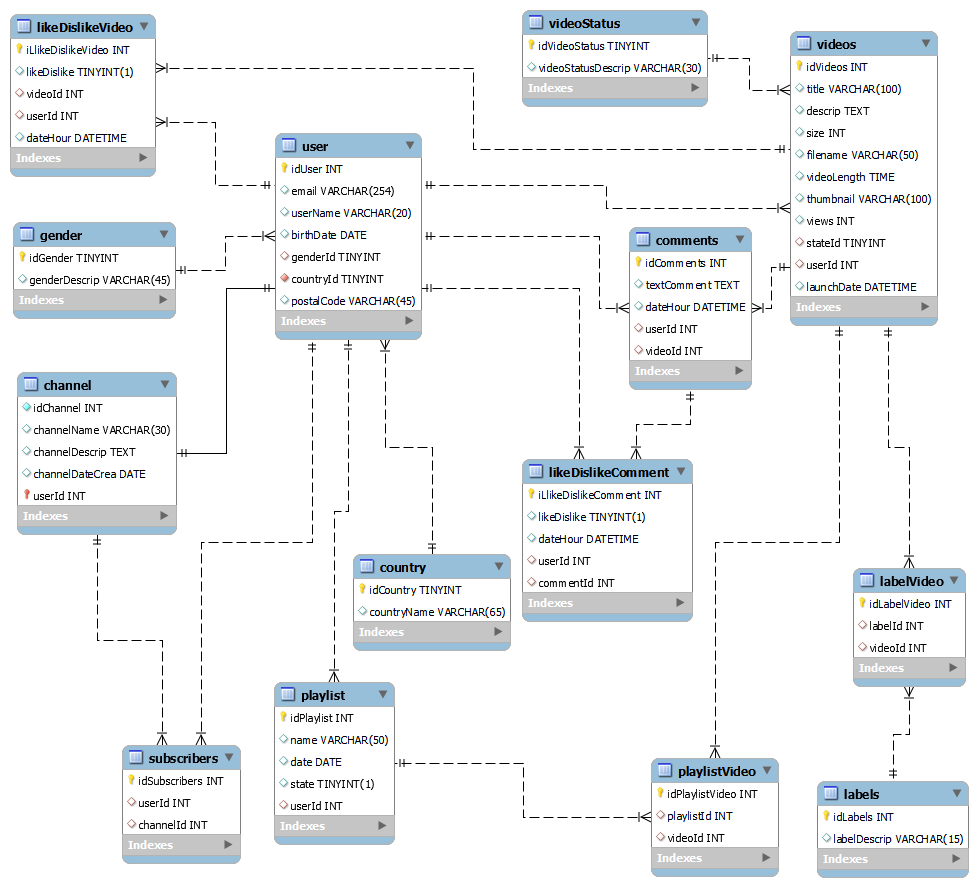 likeDislikeVideo
iLlikeDislikeVideo INT
likeDislike TINYINT(1)
videoId INT
userId INT
dateHour DATETIME
Indexes
videoStatus
idVideoStatus TINYINT
videoStatusDescrip VARCHAR(30)
Indexes
videos
idVideos INT
title VARCHAR(100)
descrip TEXT
size INT
filename VARCHAR(50)
videoLength TIME
thumbnail VARCHAR(100)
views INT
stateId TINYINT
userId INT
launchDate DATETIME
Indexes
user
idUser INT
email VARCHAR(254)
userName VARCHAR(20)
birthDate DATE
genderId TINYINT
countryId TINYINT
postalCode VARCHAR(45)
Indexes
gender
idGender TINYINT
genderDescrip VARCHAR(45)
Indexes
comments
idComments INT
textComment TEXT
dateHour DATETIME
userId INT
videoId INT
Indexes
channel
idChannel INT
channelName VARCHAR(30)
channelDescrip TEXT
channelDateCrea DATE
userId INT
Indexes
likeDislikeComment
iLlikeDislikeComment INT
likeDislike TINYINT(1)
dateHour DATETIME
userId INT
commentId INT
Indexes
country
idCountry TINYINT
countryName VARCHAR(65)
Indexes
labelVideo
idLabelVideo INT
labelId INT
videoId INT
Indexes
playlist
idPlaylist INT
name VARCHAR(50)
date DATE
state TINYINT(1)
userId INT
Indexes
subscribers
idSubscribers INT
userId INT
channelId INT
Indexes
playlistVideo
idPlaylistVideo INT
playlistId INT
videoId INT
Indexes
labels
idLabels INT
labelDescrip VARCHAR(15)
Indexes